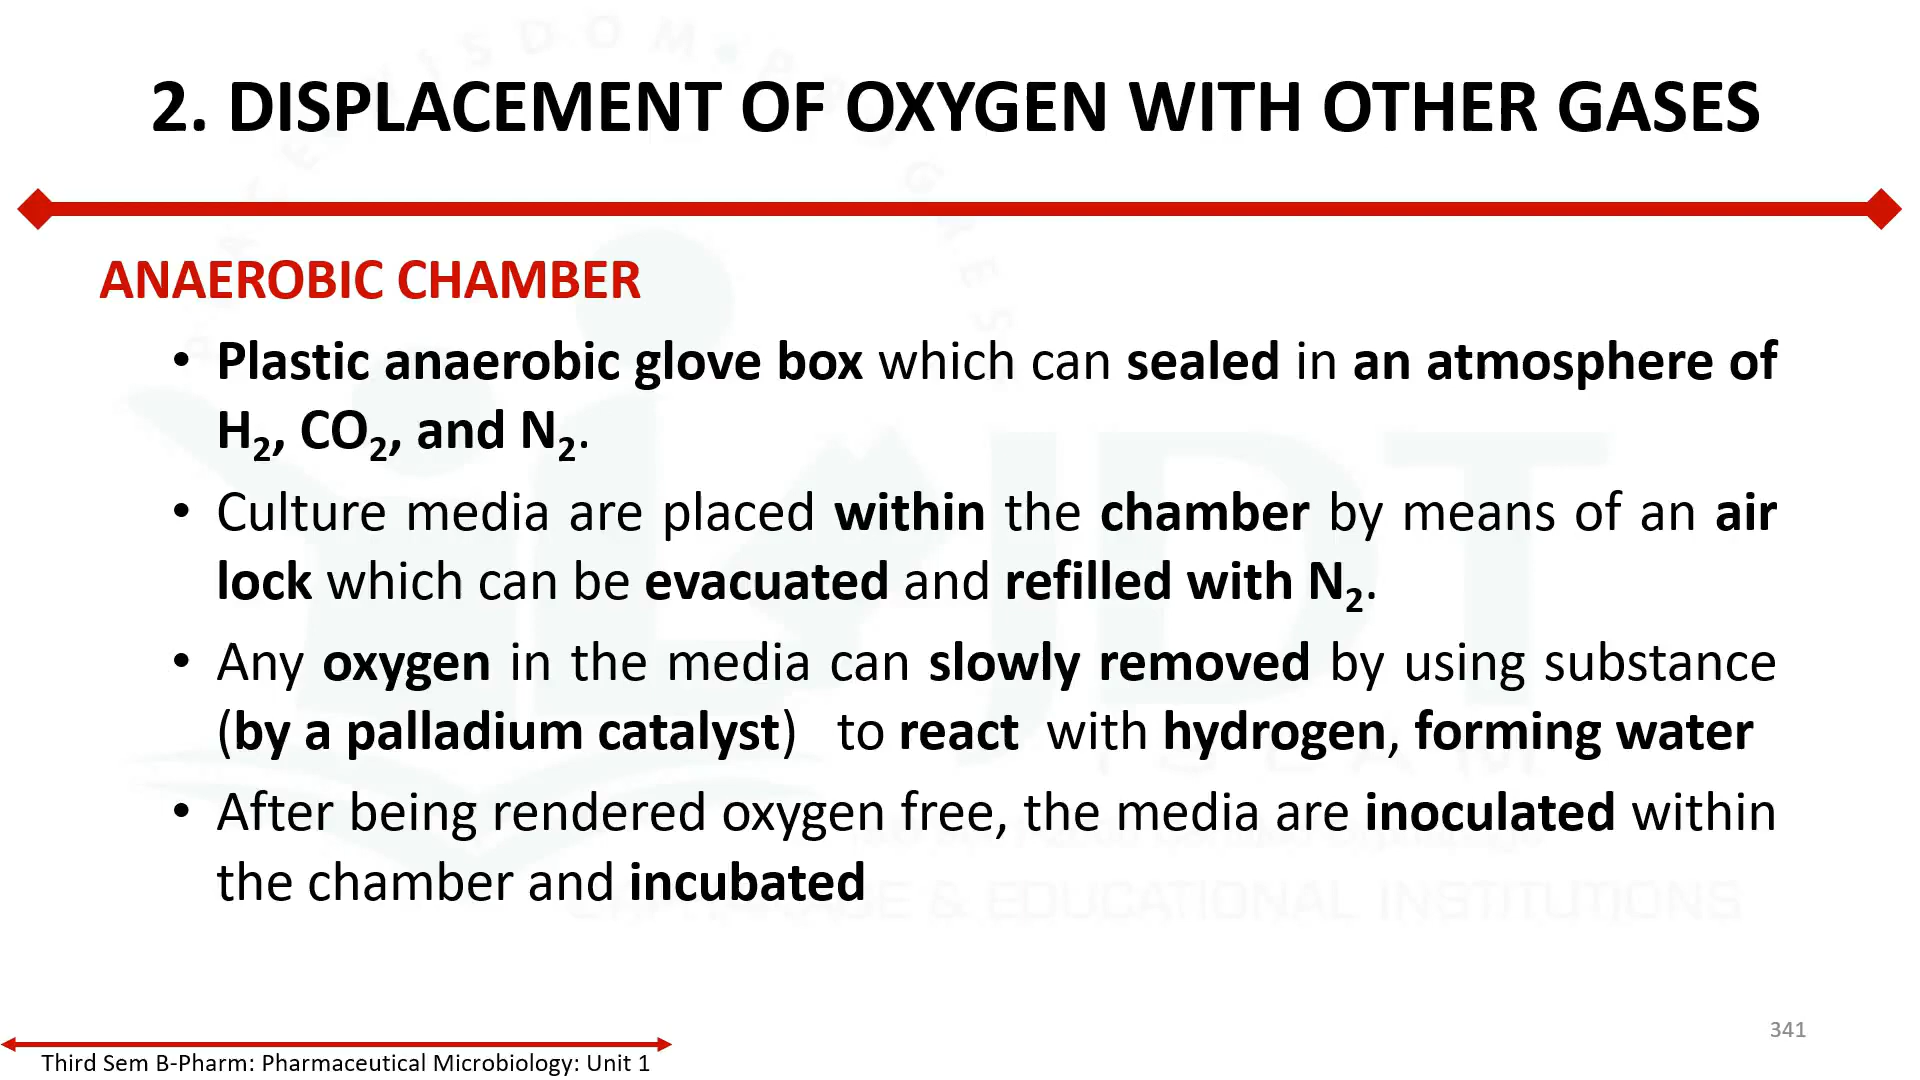 2. DISPLACEMENT OF OXYGEN WITH OTHER GASES
ANAEROBIC CHAMBER
• Plastic anaerobic glove box which can sealed in an atmosphere of
H₂, CO₂, and N₂.
• Culture media are placed within the chamber by means of an air
lock which can be evacuated and refilled with N₂.
• Any oxygen in the media can slowly removed by using substance
(by a palladium catalyst) to react with hydrogen, forming water
• After being rendered oxygen free, the media are inoculated within
the chamber and incubated
JDT
& EDUCATIONAL INSTITUTIONS
341
Third Sem B-Pharm: Pharmaceutical Microbiology: Unit 1